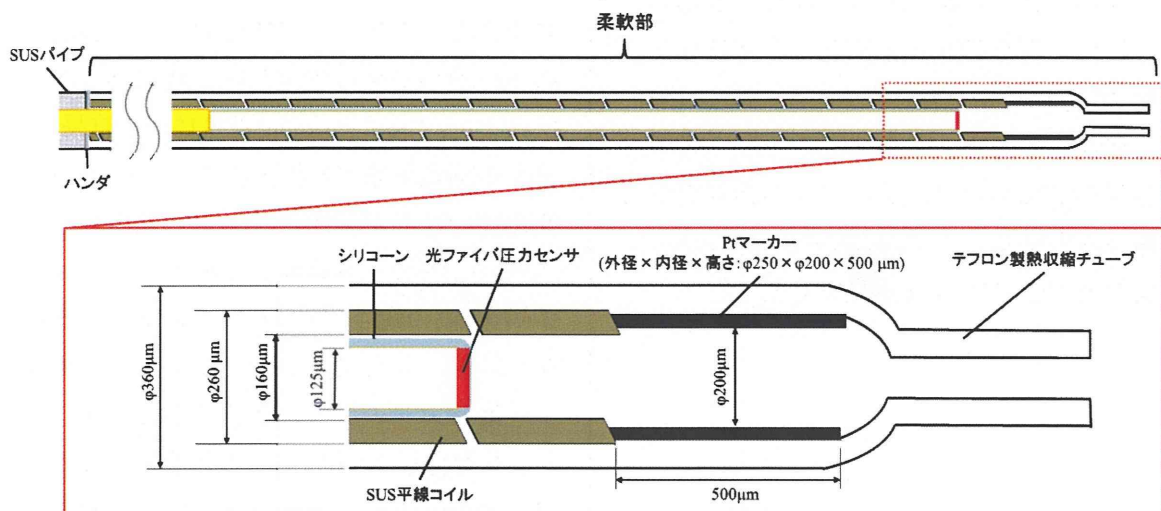 柔軟部
SUSパイプ
ハンダ
Ptマーカー
(外径×内径×高さ:φ250×φ200×500 μm)
シリコーン
光ファイバ圧力センサ
テフロン製熱収縮チューブ
φ360μm
φ260 μm
φ160μm
φ125μm
φ200μm
SUS平線コイル
500μm